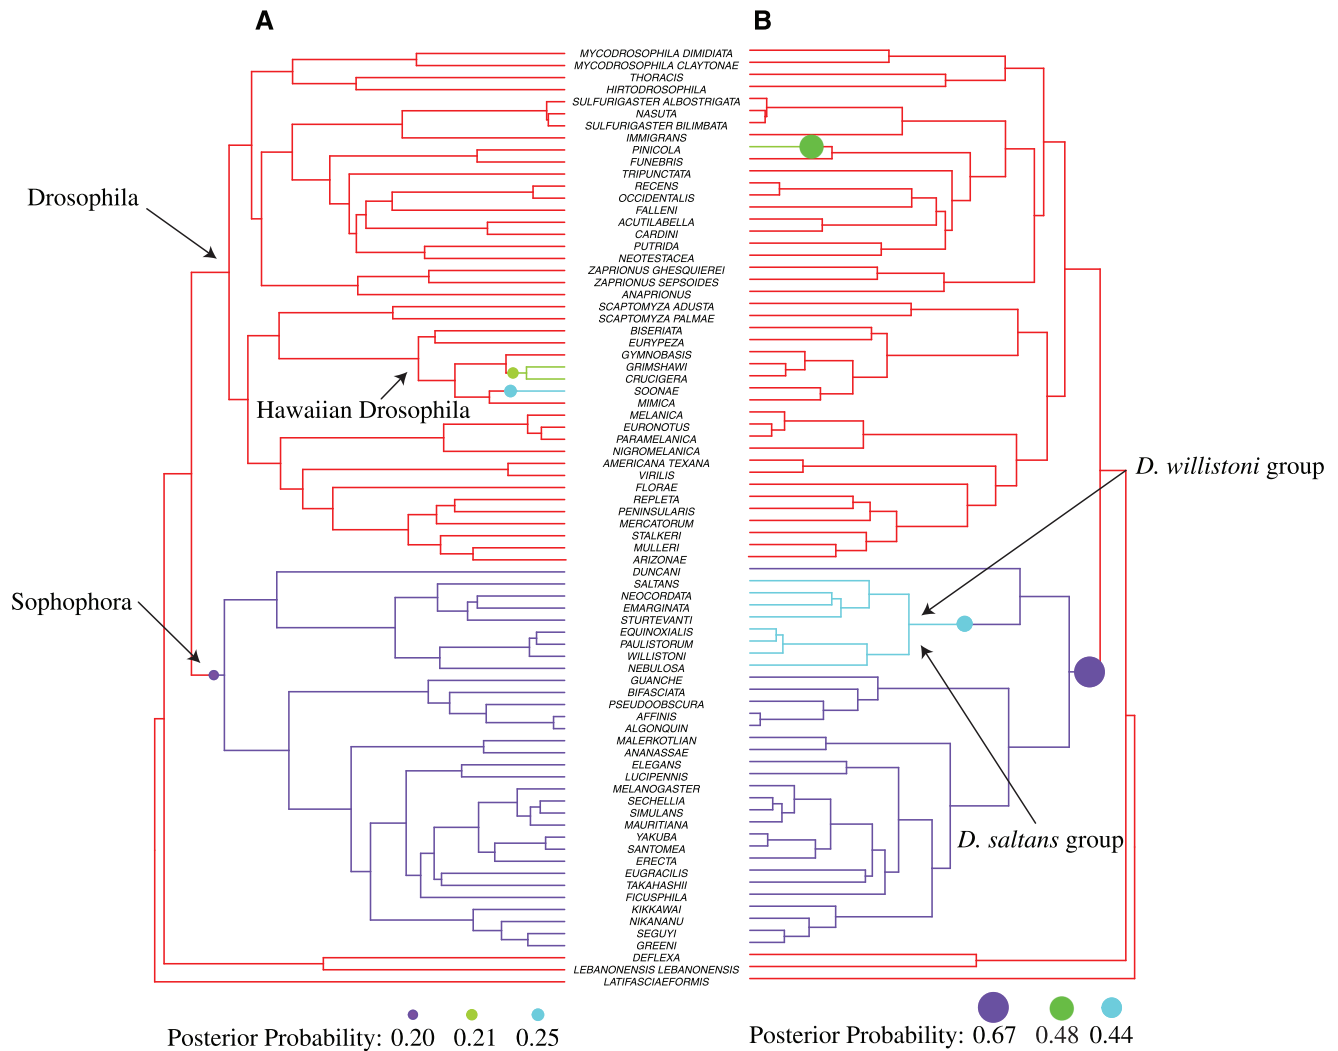 A B
MYCODROSOPHILA DIMIDIATA
MYCODROSOPHILA CLAYTONAE
THORACIS
HIRTODROSOPHILA
SULFURIGASTER ALBOSTRIGATA
NASUTA
SULFURIGASTER BILIMBATA
IMMIGRANS
PINICOLA
FUNEBRIS
TRIPUNCTATA
RECENS
Drosophila
OCCIDENTALIS
FALLENI
ACUTILABELLA
CARDINI
PUTRIDA
NEOTESTACEA
ZAPRIONUS GHESQUIEREI
ZAPRIONUS SEPSOIDES
ANAPRIONUS
SCAPTOMYZA ADUSTA
SCAPTOMYZA PALMAE
BISERIATA
EURYPEZA
GYMNOBASIS
GRIMSHAWI
CRUCIGERA
SOONAE
MIMICA
Hawaiian Drosophila
MELANICA
EURONOTUS
PARAMELANICA
NIGROMELANICA
AMERICANA TEXANA
D. willistoni group
VIRILIS
FLORAE
REPLETA
PENINSULARIS
MERCATORUM
STALKERI
MULLERI
ARIZONAE
DUNCANI
SALTANS
NEOCORDATA
Sophophora
EMARGINATA
STURTEVANTI
EQUINOXIALIS
PAULISTORUM
WILLISTONI
NEBULOSA
GUANCHE
BIFASCIATA
PSEUDOOBSCURA
AFFINIS
ALGONQUIN
MALERKOTLIAN
ANANASSAE
ELEGANS
LUCIPENNIS
MELANOGASTER
SECHELLIA
SIMULANS
MAURITIANA
YAKUBA
D. saltans group
SANTOMEA
ERECTA
EUGRACILIS
TAKAHASHII
FICUSPHILA
KIKKAWAI
NIKANANU
SEGUYI
GREENI
DEFLEXA
LEBANONENSIS LEBANONENSIS
LATIFASCIAEFORMIS
Posterior Probability: 0.20 0.21 0.25
Posterior Probability: 0.67 0.48 0.44